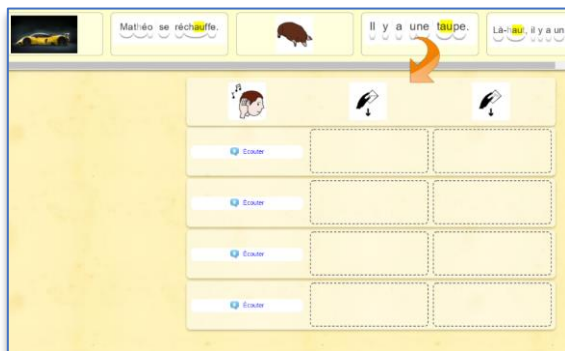 Mathéo se réchauffe.
Il y a une taupe.
Là-haut, il y a un
Écouter
Écouter
Écouter
Écouter